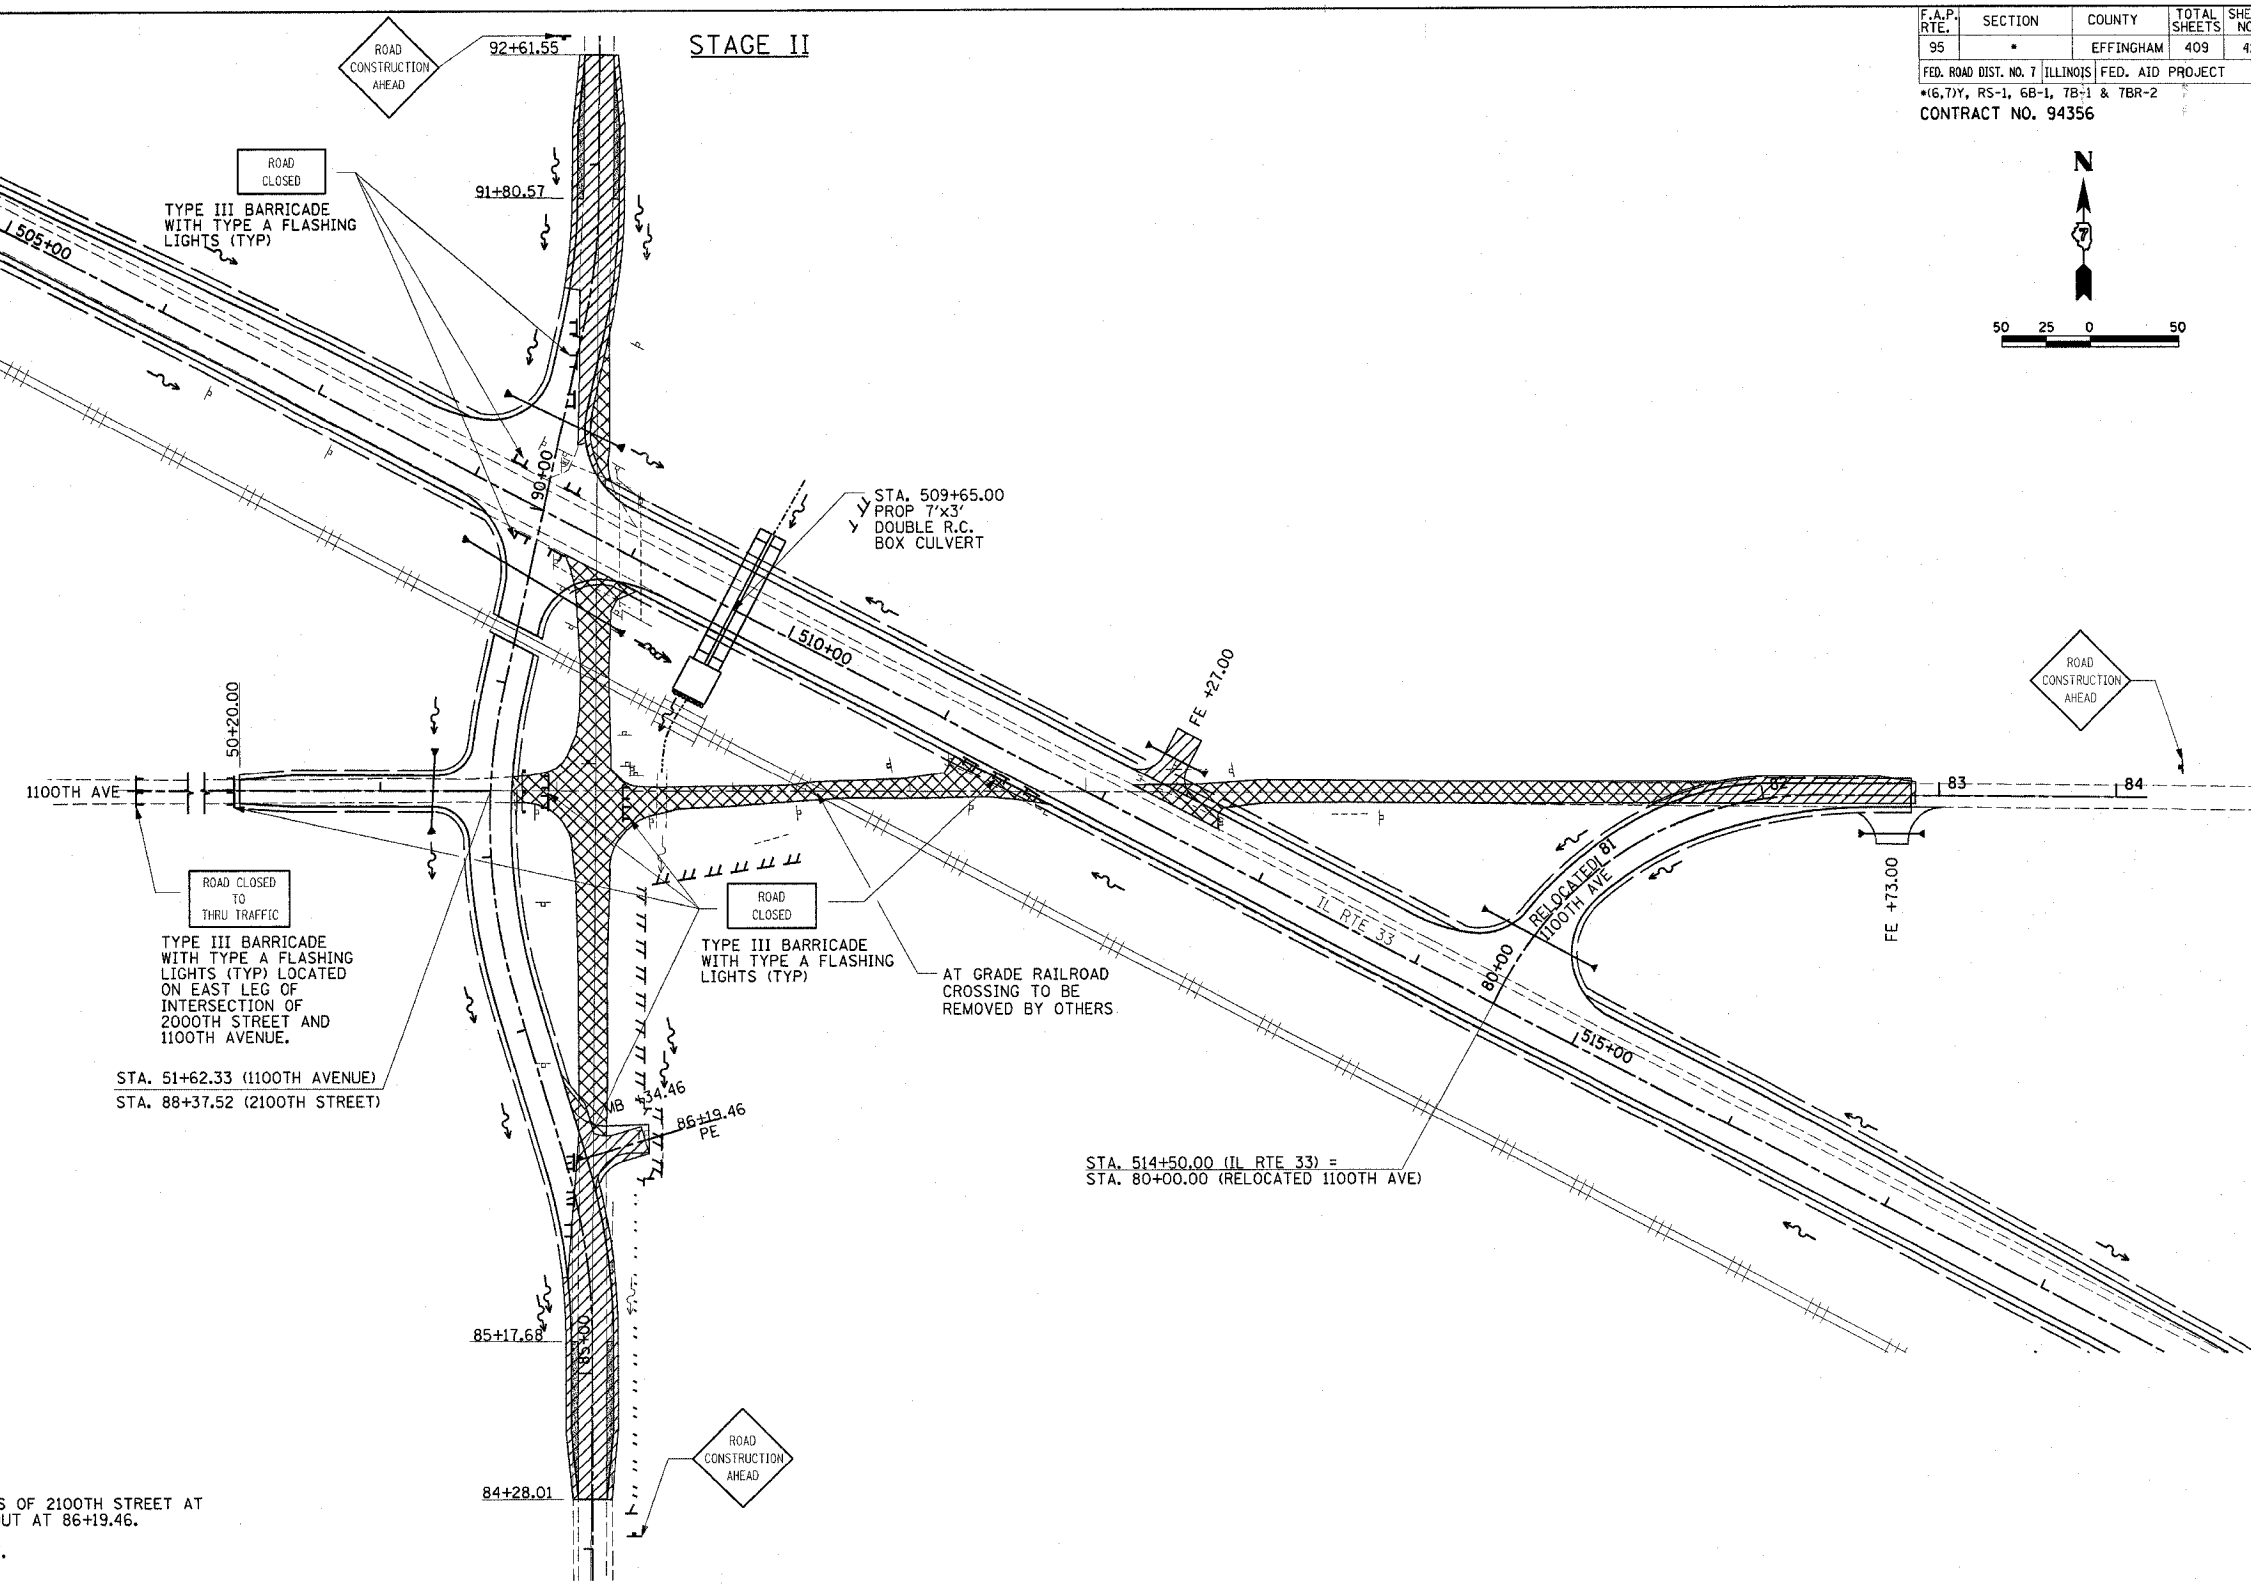 STAGE II
F.A.P. RTE.
SECTION
COUNTY
TOTAL SHEETS
95
*
EFFINGHAM
409
FED. ROAD DIST. NO. 7
ILLINOIS
FED. AID PROJECT
*(6,7)Y, RS-1, 6B-1, 7B-1 & 7BR-2
CONTRACT NO. 94356
N
7
50 25 0 50
ROAD
CONSTRUCTION
AHEAD
92+61.55
ROAD
CLOSED
TYPE III BARRICADE
WITH TYPE A FLASHING
LIGHTS (TYP)
91+80.57
505+00
90+00
STA. 509+65.00
PROP 7'x3'
DOUBLE R.C.
BOX CULVERT
510+00
FE +27.00
ROAD
CONSTRUCTION
AHEAD
50+20.00
1100TH AVE
82
83
84
81
RELOCATED
1100TH AVE
FE +73.00
IL RTE 33
80+00
515+00
ROAD CLOSED
TO
THRU TRAFFIC
TYPE III BARRICADE
WITH TYPE A FLASHING
LIGHTS (TYP) LOCATED
ON EAST LEG OF
INTERSECTION OF
2000TH STREET AND
1100TH AVENUE.
ROAD
CLOSED
TYPE III BARRICADE
WITH TYPE A FLASHING
LIGHTS (TYP)
AT GRADE RAILROAD
CROSSING TO BE
REMOVED BY OTHERS
STA. 51+62.33 (1100TH AVENUE)
STA. 88+37.52 (2100TH STREET)
MB +34.46
86+19.46
PE
STA. 514+50.00 (IL RTE 33) =
STA. 80+00.00 (RELOCATED 1100TH AVE)
85+17.68
85+00
84+28.01
ROAD
CONSTRUCTION
AHEAD
OF 2100TH STREET AT
AT 86+19.46.